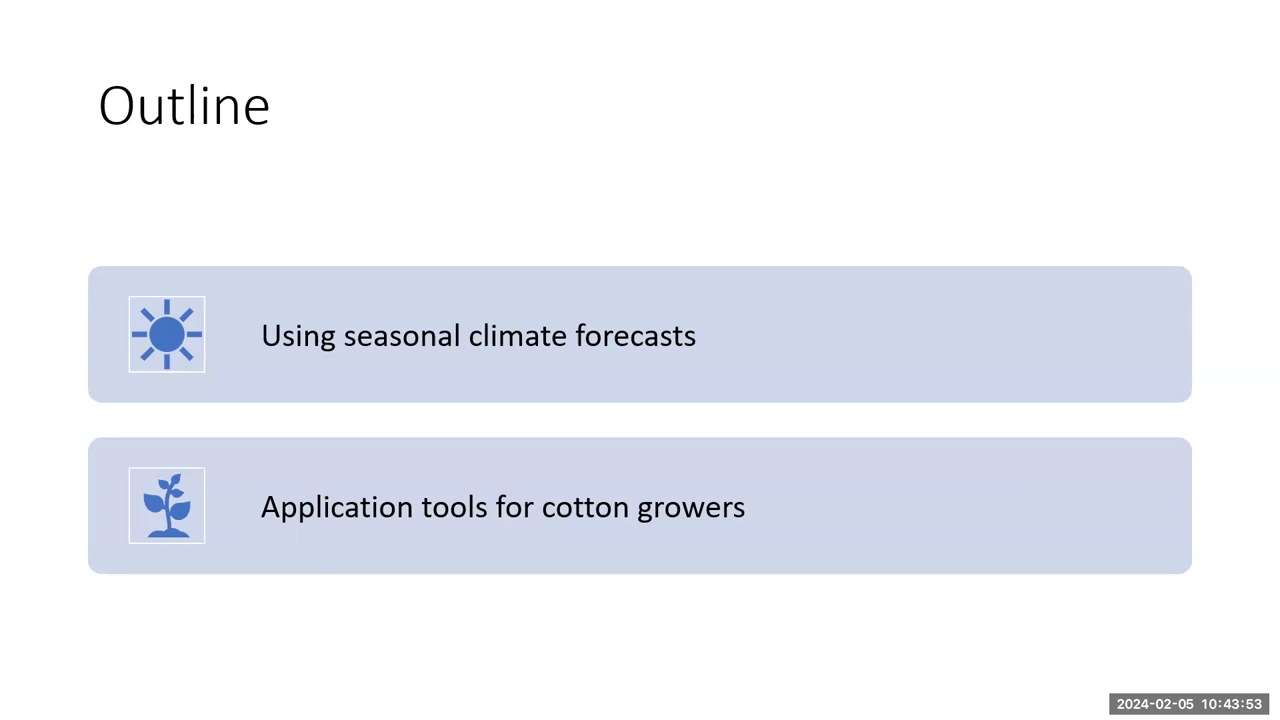 Outline
Using seasonal climate forecasts
Application tools for cotton growers
2024-02-05 10:43:53